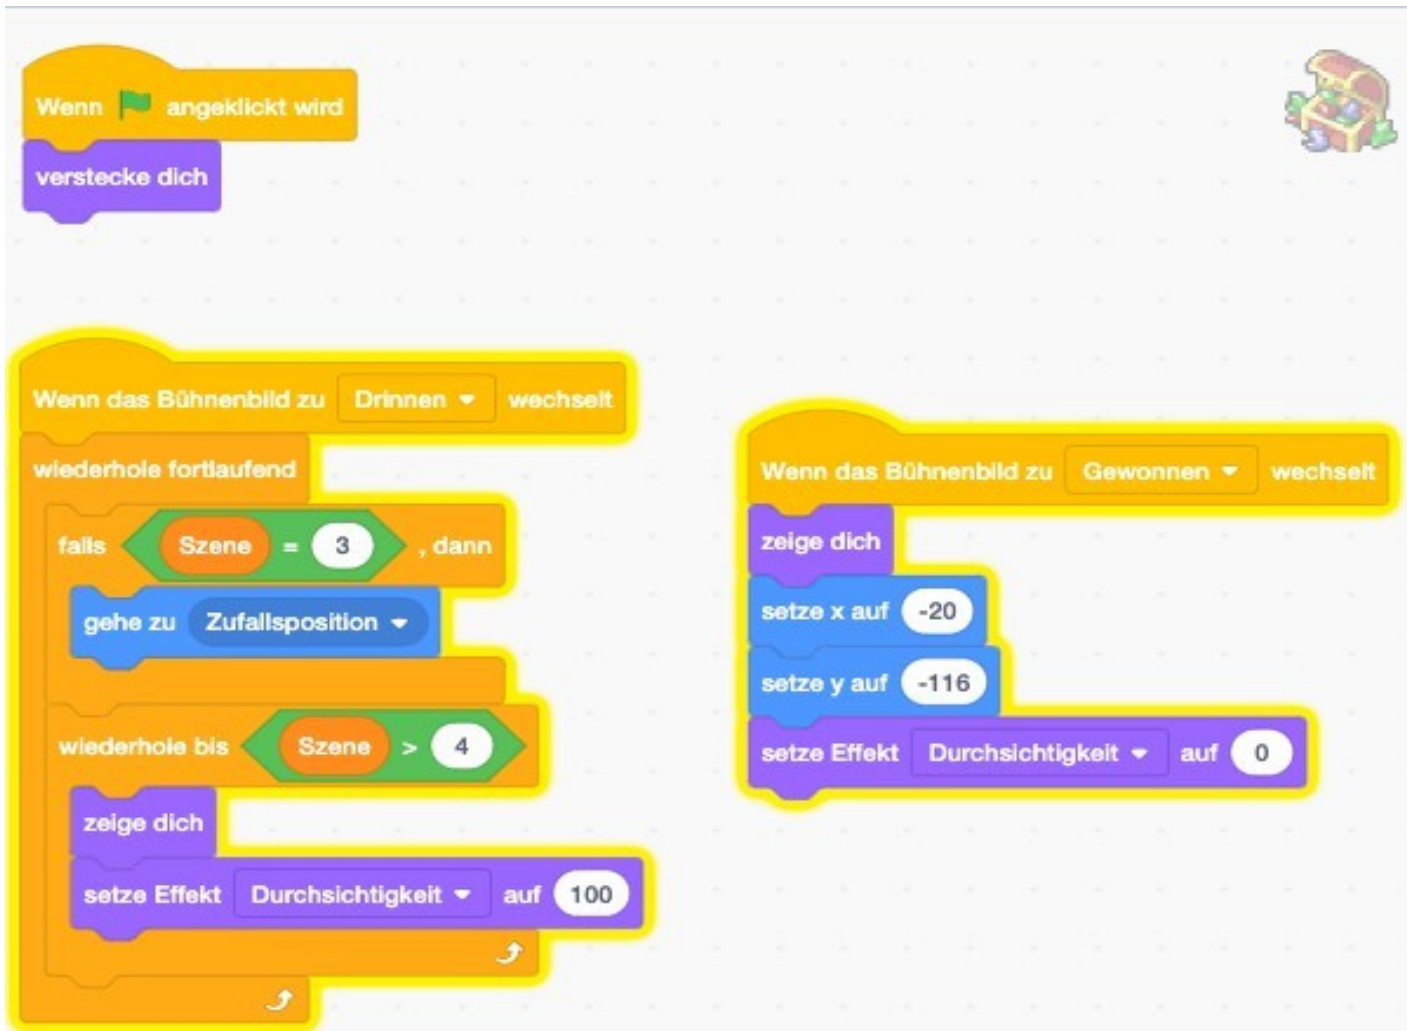 Wenn angeklickt wird
verstecke dich
Wenn das Bühnenbild zu Drinnen wechselt
wiederhole fortlaufend
falls Szene = 3 , dann
gehe zu Zufallsposition
wiederhole bis Szene > 4
zeige dich
setze Effekt Durchsichtigkeit auf 100
Wenn das Bühnenbild zu Gewonnen wechselt
zeige dich
setze x auf -20
setze y auf -116
setze Effekt Durchsichtigkeit auf 0